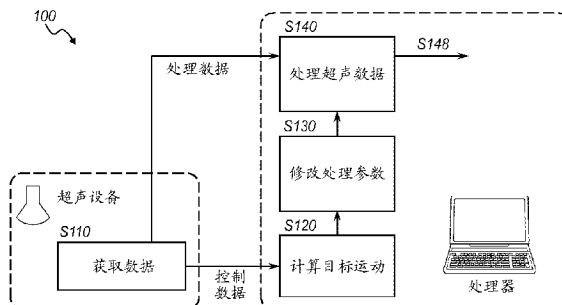 100
S140
S148
处理数据
处理超声数据
S130
修改处理参数
超声设备
S110
S120
获取数据
控制
数据
计算目标运动
处理器